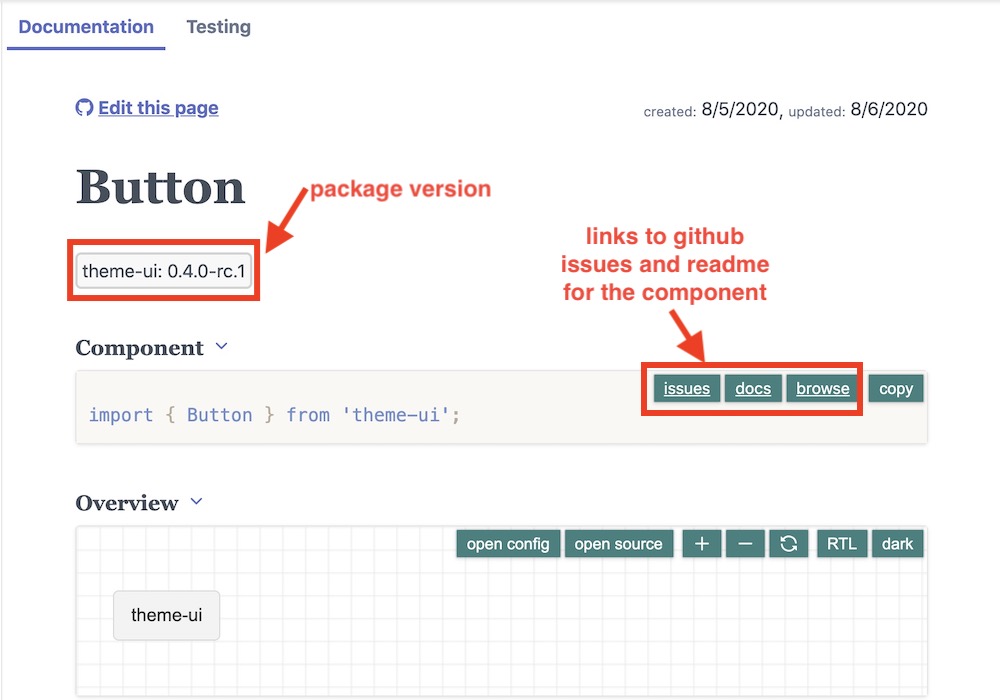 Documentation Testing
Edit this page created: 8/5/2020, updated: 8/6/2020
Button
package version
theme-ui: 0.4.0-rc.1
links to github
issues and readme
for the component
Component
issues docs browse copy
import { Button } from 'theme-ui';
Overview
open config open source + − RTL dark
theme-ui